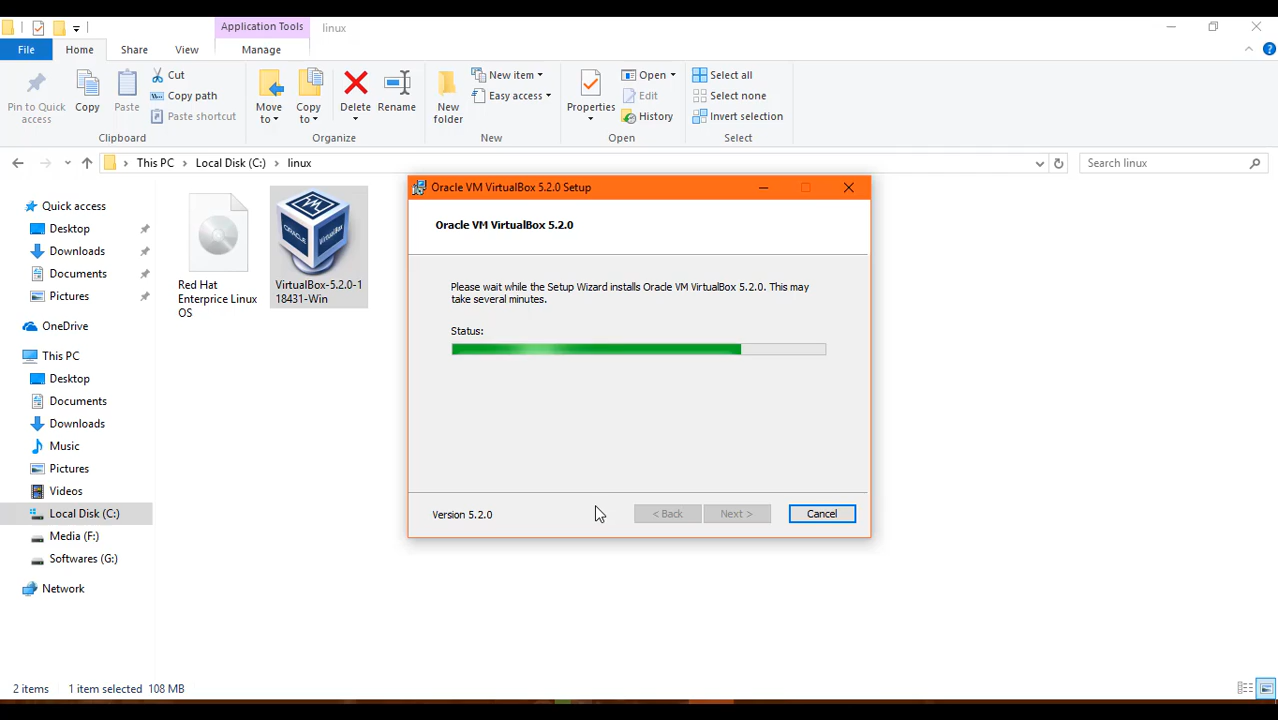 Application Tools
linux
File
Home
Share
View
Manage
Pin to Quick
access
Copy
Paste
Cut
Copy path
Paste shortcut
Clipboard
Move
to
Copy
to
Delete
Rename
Organize
New
folder
New item
Easy access
New
Properties
Open
Edit
History
Open
Select all
Select none
Invert selection
Select
This PC
Local Disk (C:)
linux
Search linux
Quick access
Desktop
Downloads
Documents
Pictures
OneDrive
This PC
Desktop
Documents
Downloads
Music
Pictures
Videos
Local Disk (C:)
Media (F:)
Softwares (G:)
Network
Red Hat
Enterprice Linux
OS
ORACLE
VirtualBox
VirtualBox-5.2.0-1
18431-Win
Oracle VM VirtualBox 5.2.0 Setup
Oracle VM VirtualBox 5.2.0
Please wait while the Setup Wizard installs Oracle VM VirtualBox 5.2.0. This may
take several minutes.
Status:
Version 5.2.0
< Back
Next >
Cancel
2 items
1 item selected 108 MB